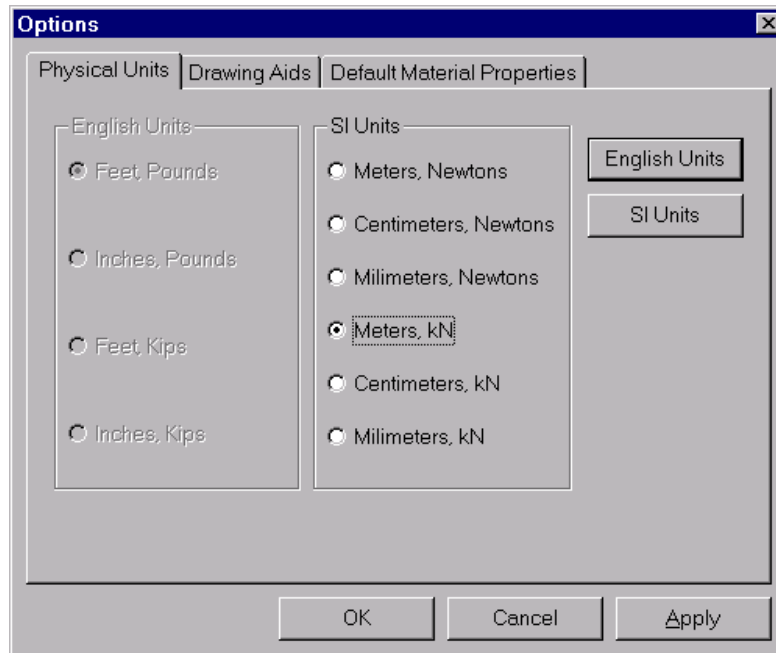 Options
Physical Units
Drawing Aids
Default Material Properties
English Units
Feet, Pounds
Inches, Pounds
Feet, Kips
Inches, Kips
SI Units
Meters, Newtons
Centimeters, Newtons
Milimeters, Newtons
Meters, kN
Centimeters, kN
Milimeters, kN
English Units
SI Units
OK
Cancel
Apply